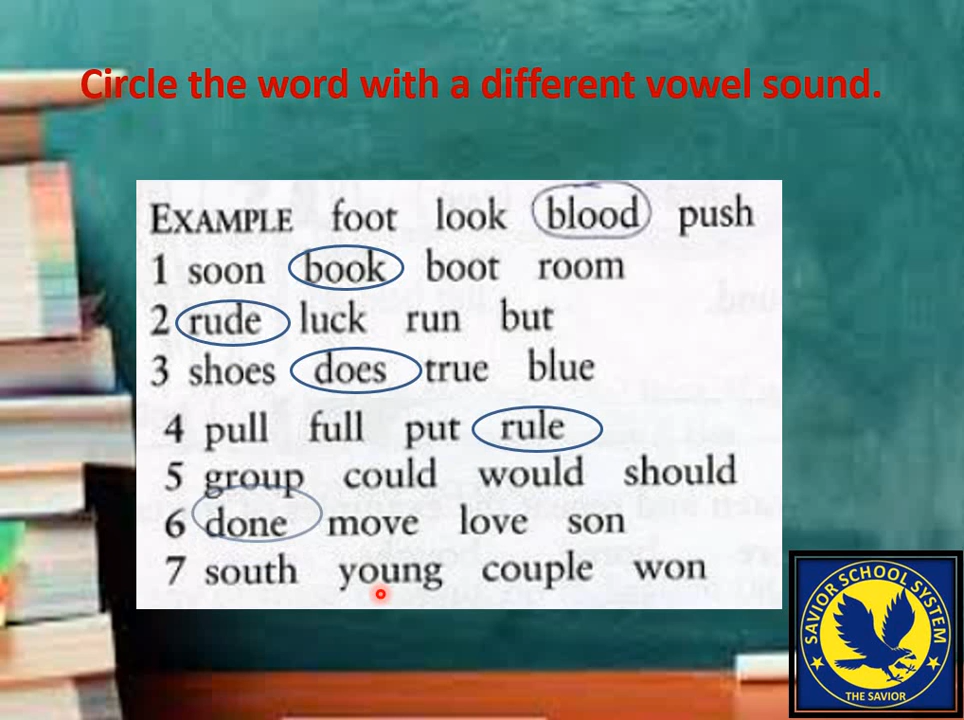 Circle the word with a different vowel sound.
EXAMPLE foot look blood push
1 soon book boot room
2 rude luck run but
3 shoes does true blue
4 pull full put rule
5 group could would should
6 done move love son
7 south young couple won
SAVIOR SCHOOL SYSTEM
THE SAVIOR